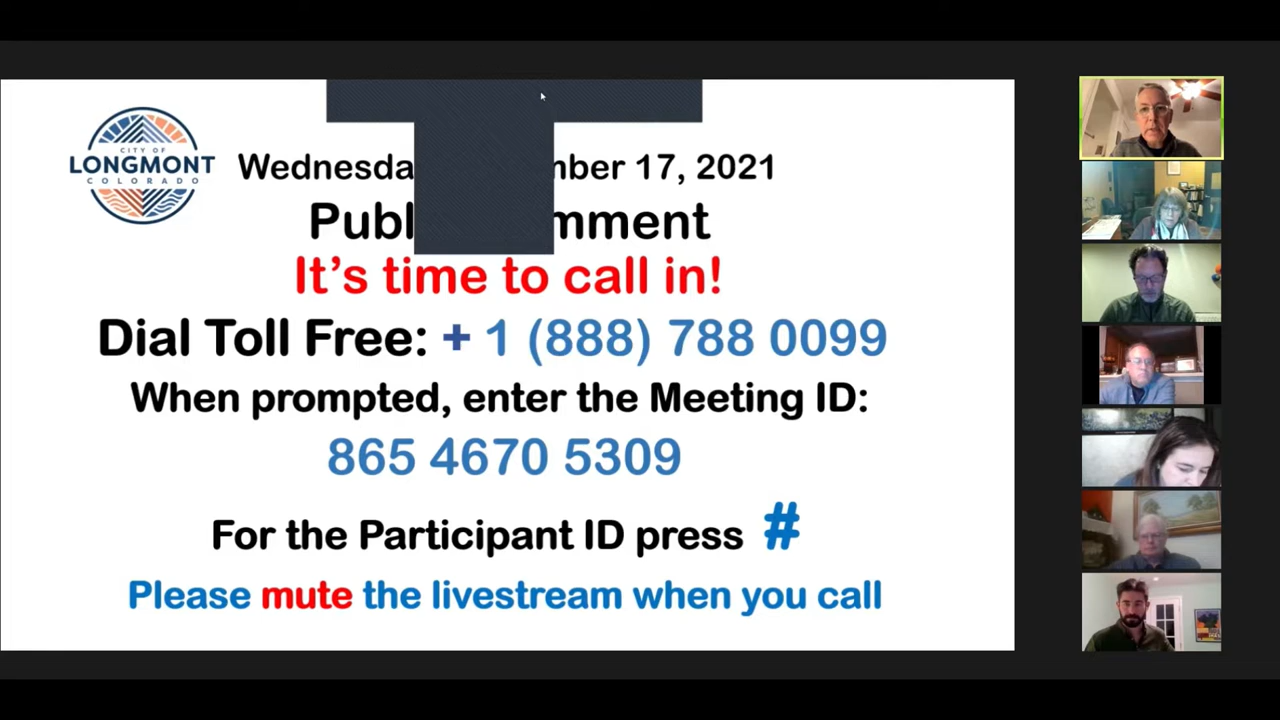 CITY OF
LONGMONT
COLORADO
Wednesda mber 17, 2021
Publ mment
It's time to call in!
Dial Toll Free: + 1 (888) 788 0099
When prompted, enter the Meeting ID:
865 4670 5309
For the Participant ID press #
Please mute the livestream when you call